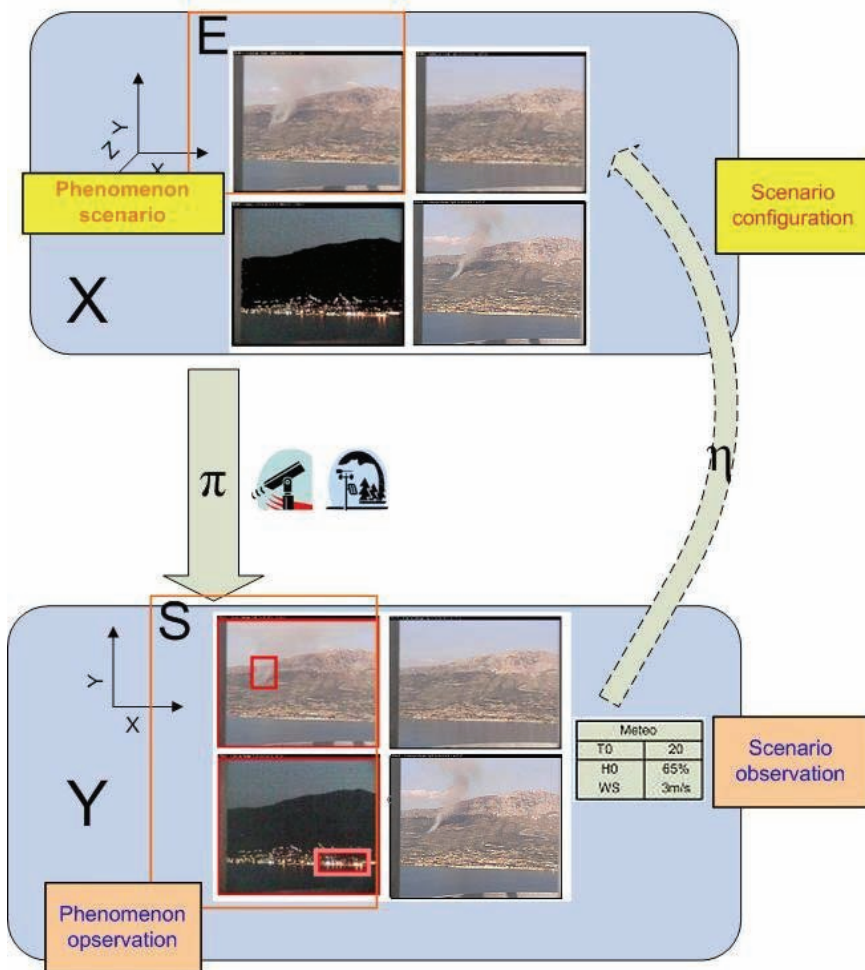 E
Y
Z
X
Phenomenon
scenario
Scenario
configuration
X
π
η
S
Y
X
Meteo
T0 20
H0 65%
WS 3m/s
Scenario
observation
Y
Phenomenon
opservation